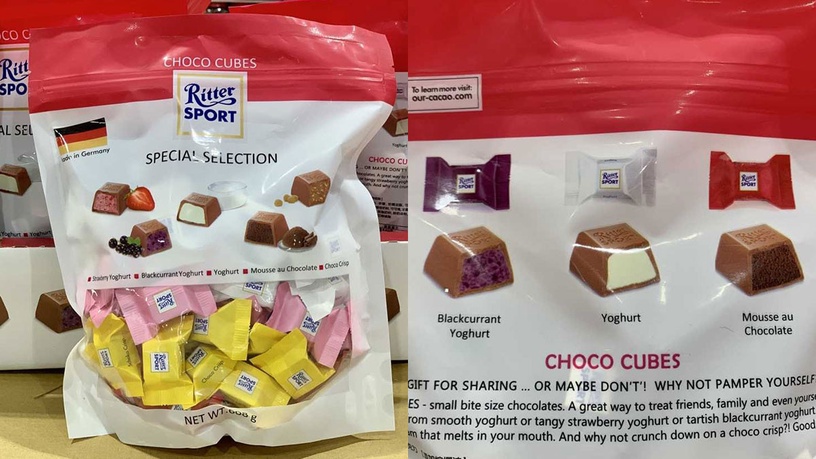 CHOCO CUBES
Ritter
SPORT
Made in Germany
SPECIAL SELECTION
Strawberry Yoghurt Blackcurrant Yoghurt Yoghurt Mousse au Chocolate Choco Crisp
NET WT. 668 g
CHOCO CU
To learn more visit:
our-cacao.com
Ritter
SPORT
Ritter
SPORT
Ritter
SPORT
Blackcurrant
Yoghurt
Yoghurt
Mousse au
Chocolate
CHOCO CUBES
GIFT FOR SHARING ... OR MAYBE DON'T'! WHY NOT PAMPER YOURSELF
ES - small bite size chocolates. A great way to treat friends, family and even yourse
rom smooth yoghurt or tangy strawberry yoghurt or tartish blackcurrant yoghurt
m that melts in your mouth. And why not crunch down on a choco crisp?! Good